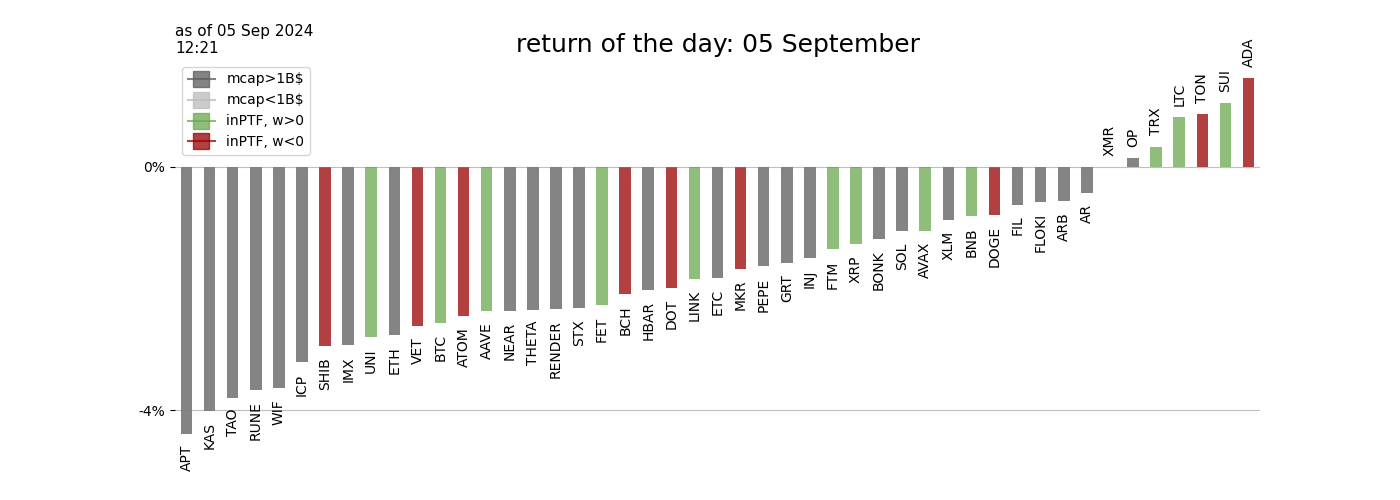 as of 05 Sep 2024
12:21
return of the day: 05 September
mcap>1B$
mcap<1B$
inPTF, w>0
inPTF, w<0
0%
-4%
APT
KAS
TAO
RUNE
WIF
ICP
SHIB
IMX
UNI
ETH
VET
BTC
ATOM
AAVE
NEAR
THETA
RENDER
STX
FET
BCH
HBAR
DOT
LINK
ETC
MKR
PEPE
GRT
INJ
FTM
XRP
BONK
SOL
AVAX
XLM
BNB
DOGE
FIL
FLOKI
ARB
AR
XMR
OP
TRX
LTC
TON
SUI
ADA